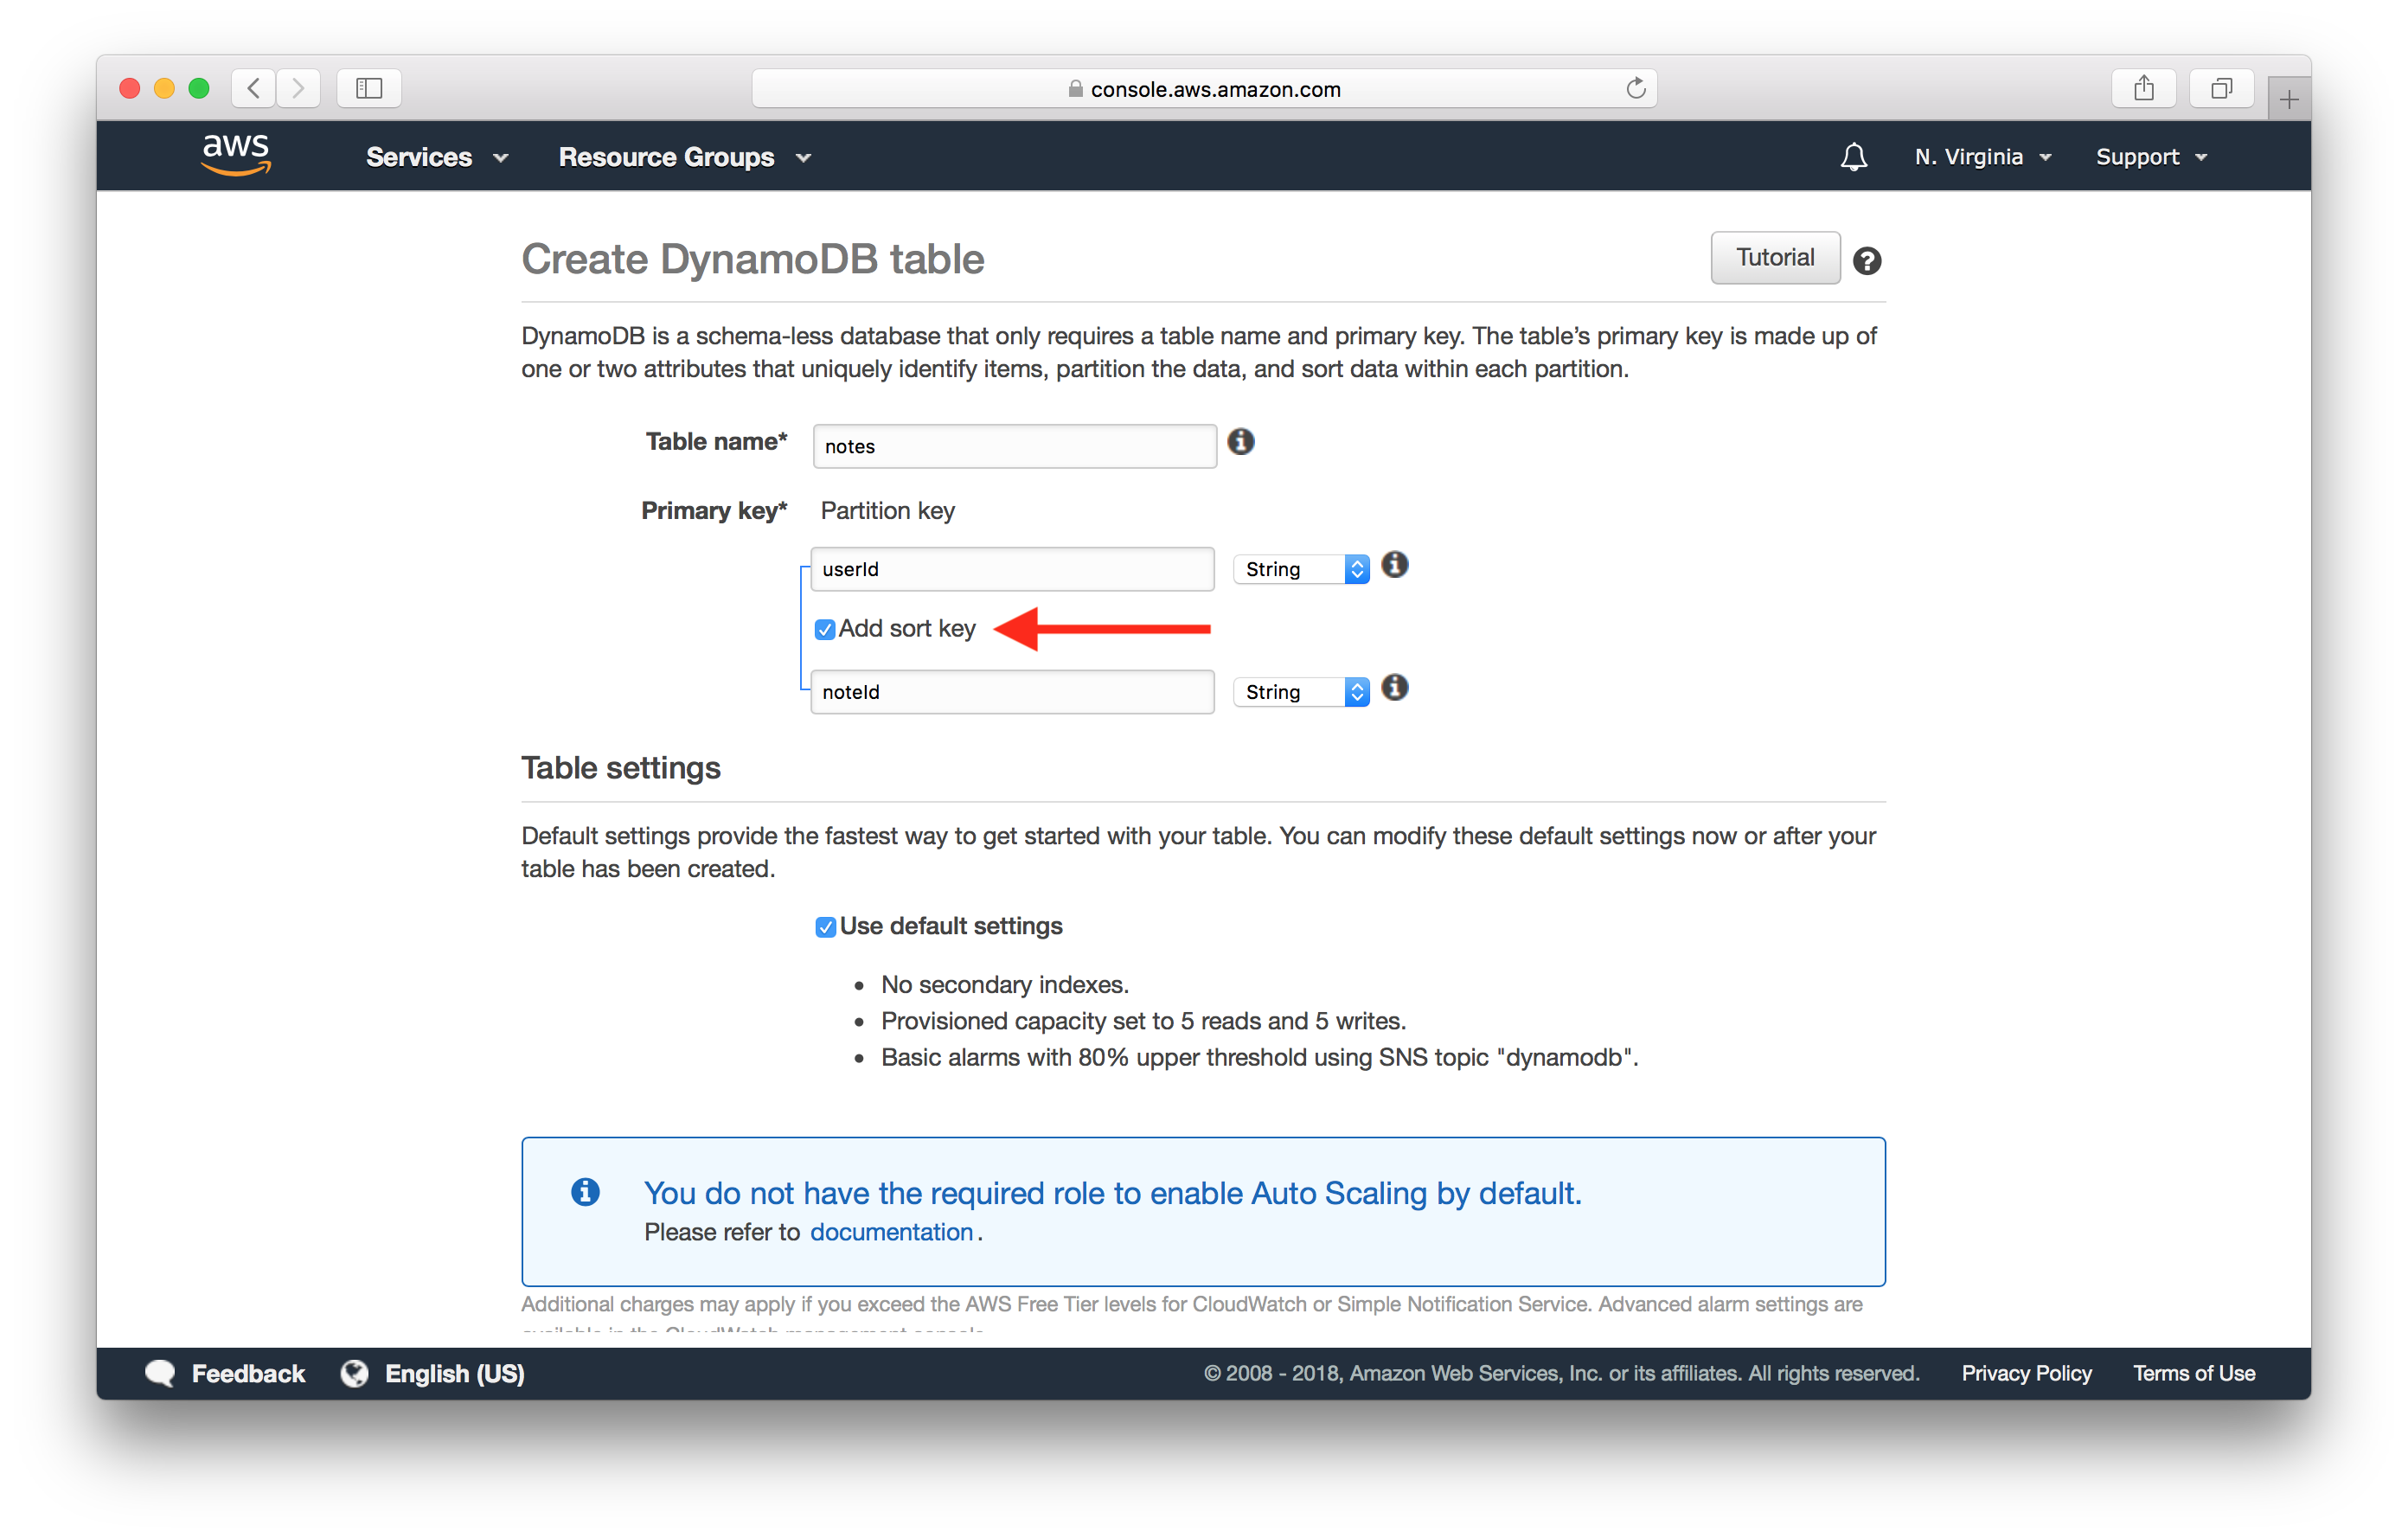 console.aws.amazon.com
aws Services Resource Groups N. Virginia Support
Create DynamoDB table Tutorial
DynamoDB is a schema-less database that only requires a table name and primary key. The table’s primary key is made up of
one or two attributes that uniquely identify items, partition the data, and sort data within each partition.
Table name* notes
Primary key* Partition key
userId String
Add sort key
noteId String
Table settings
Default settings provide the fastest way to get started with your table. You can modify these default settings now or after your
table has been created.
Use default settings
• No secondary indexes.
• Provisioned capacity set to 5 reads and 5 writes.
• Basic alarms with 80% upper threshold using SNS topic "dynamodb".
You do not have the required role to enable Auto Scaling by default.
Please refer to documentation.
Additional charges may apply if you exceed the AWS Free Tier levels for CloudWatch or Simple Notification Service. Advanced alarm settings are
available in the CloudWatch management console.
Feedback English (US) © 2008 - 2018, Amazon Web Services, Inc. or its affiliates. All rights reserved. Privacy Policy Terms of Use